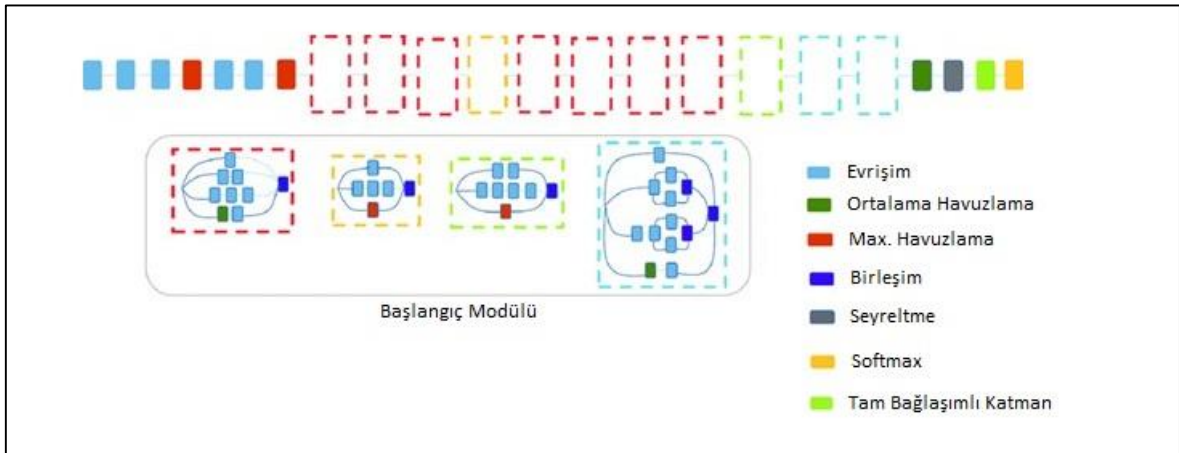 Evrişim
Ortalama Havuzlama
Max. Havuzlama
Birleşim
Başlangıç Modülü
Seyreltme
Softmax
Tam Bağlaşımlı Katman